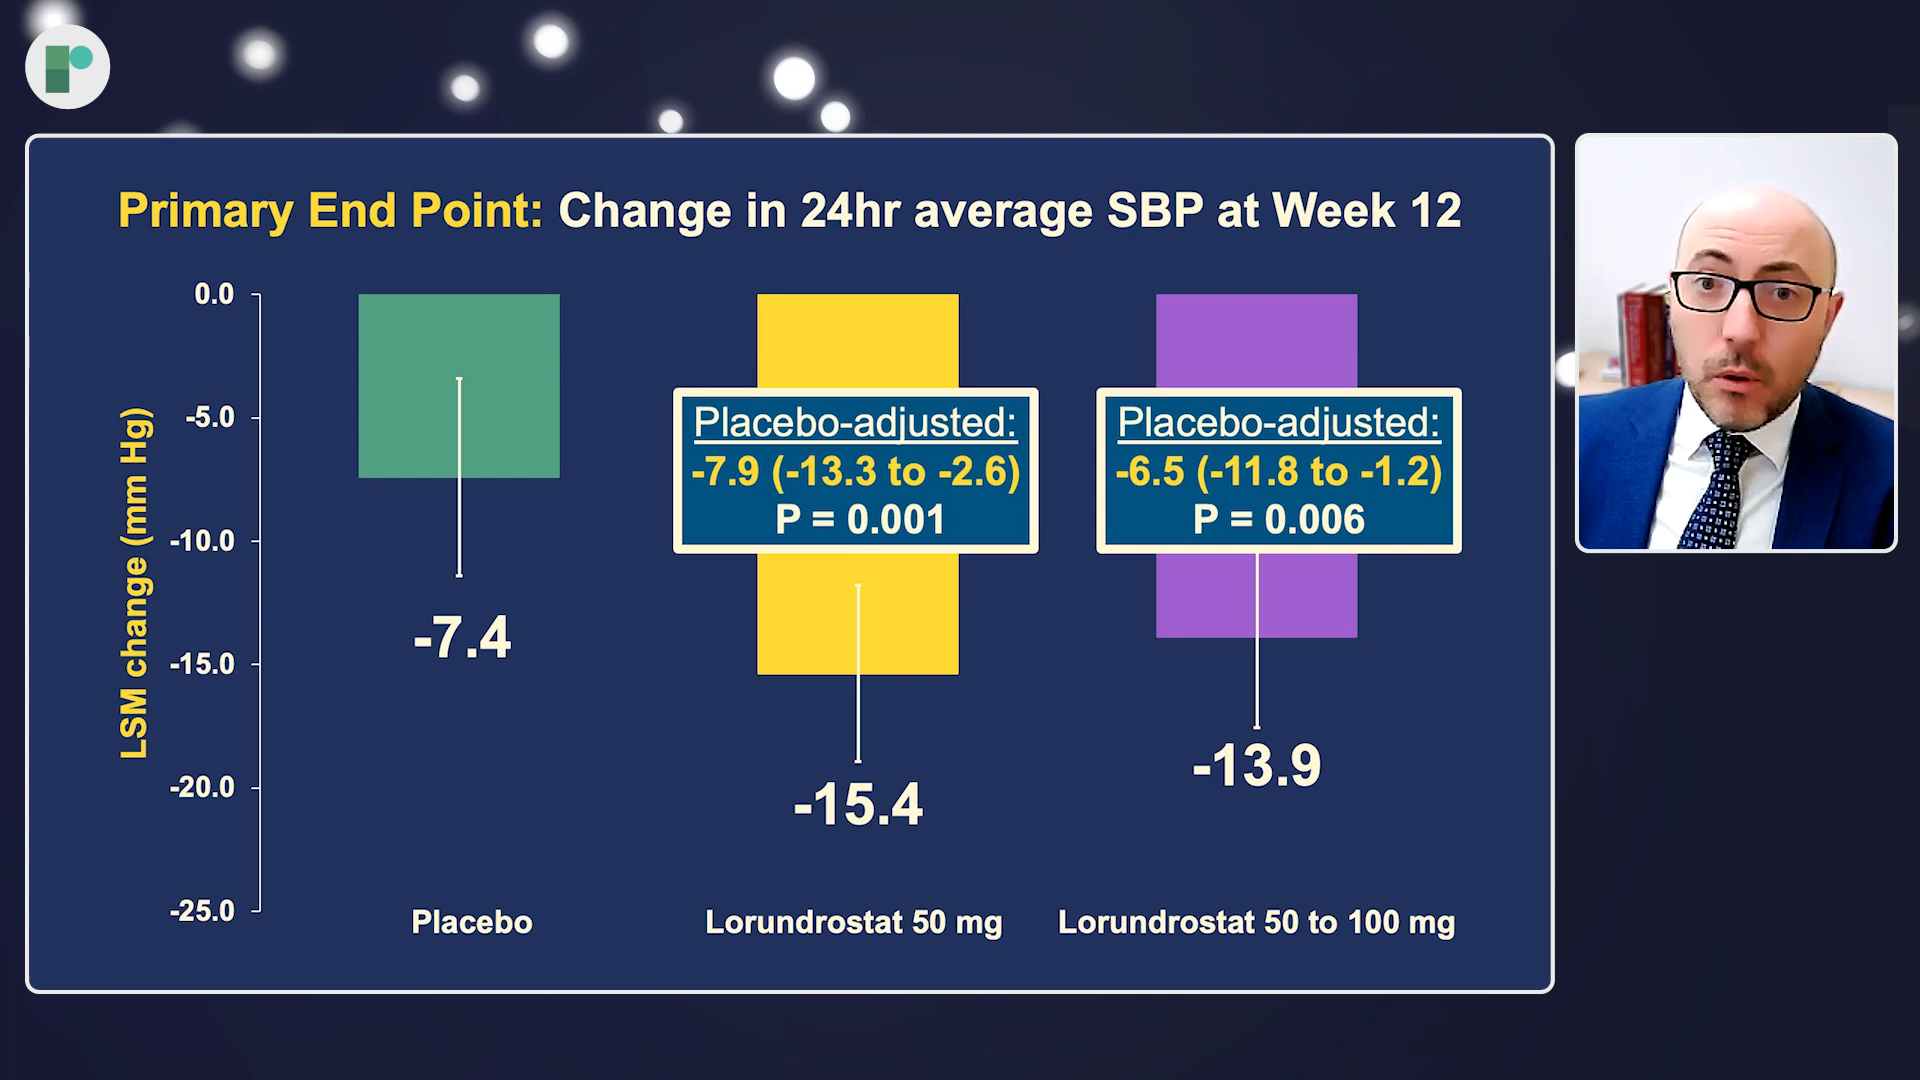 Primary End Point: Change in 24hr average SBP at Week 12
LSM change (mm Hg)
0.0
-5.0
-10.0
-15.0
-20.0
-25.0
-7.4
Placebo-adjusted:
-7.9 (-13.3 to -2.6)
P = 0.001
-15.4
Placebo-adjusted:
-6.5 (-11.8 to -1.2)
P = 0.006
-13.9
Placebo
Lorundrostat 50 mg
Lorundrostat 50 to 100 mg